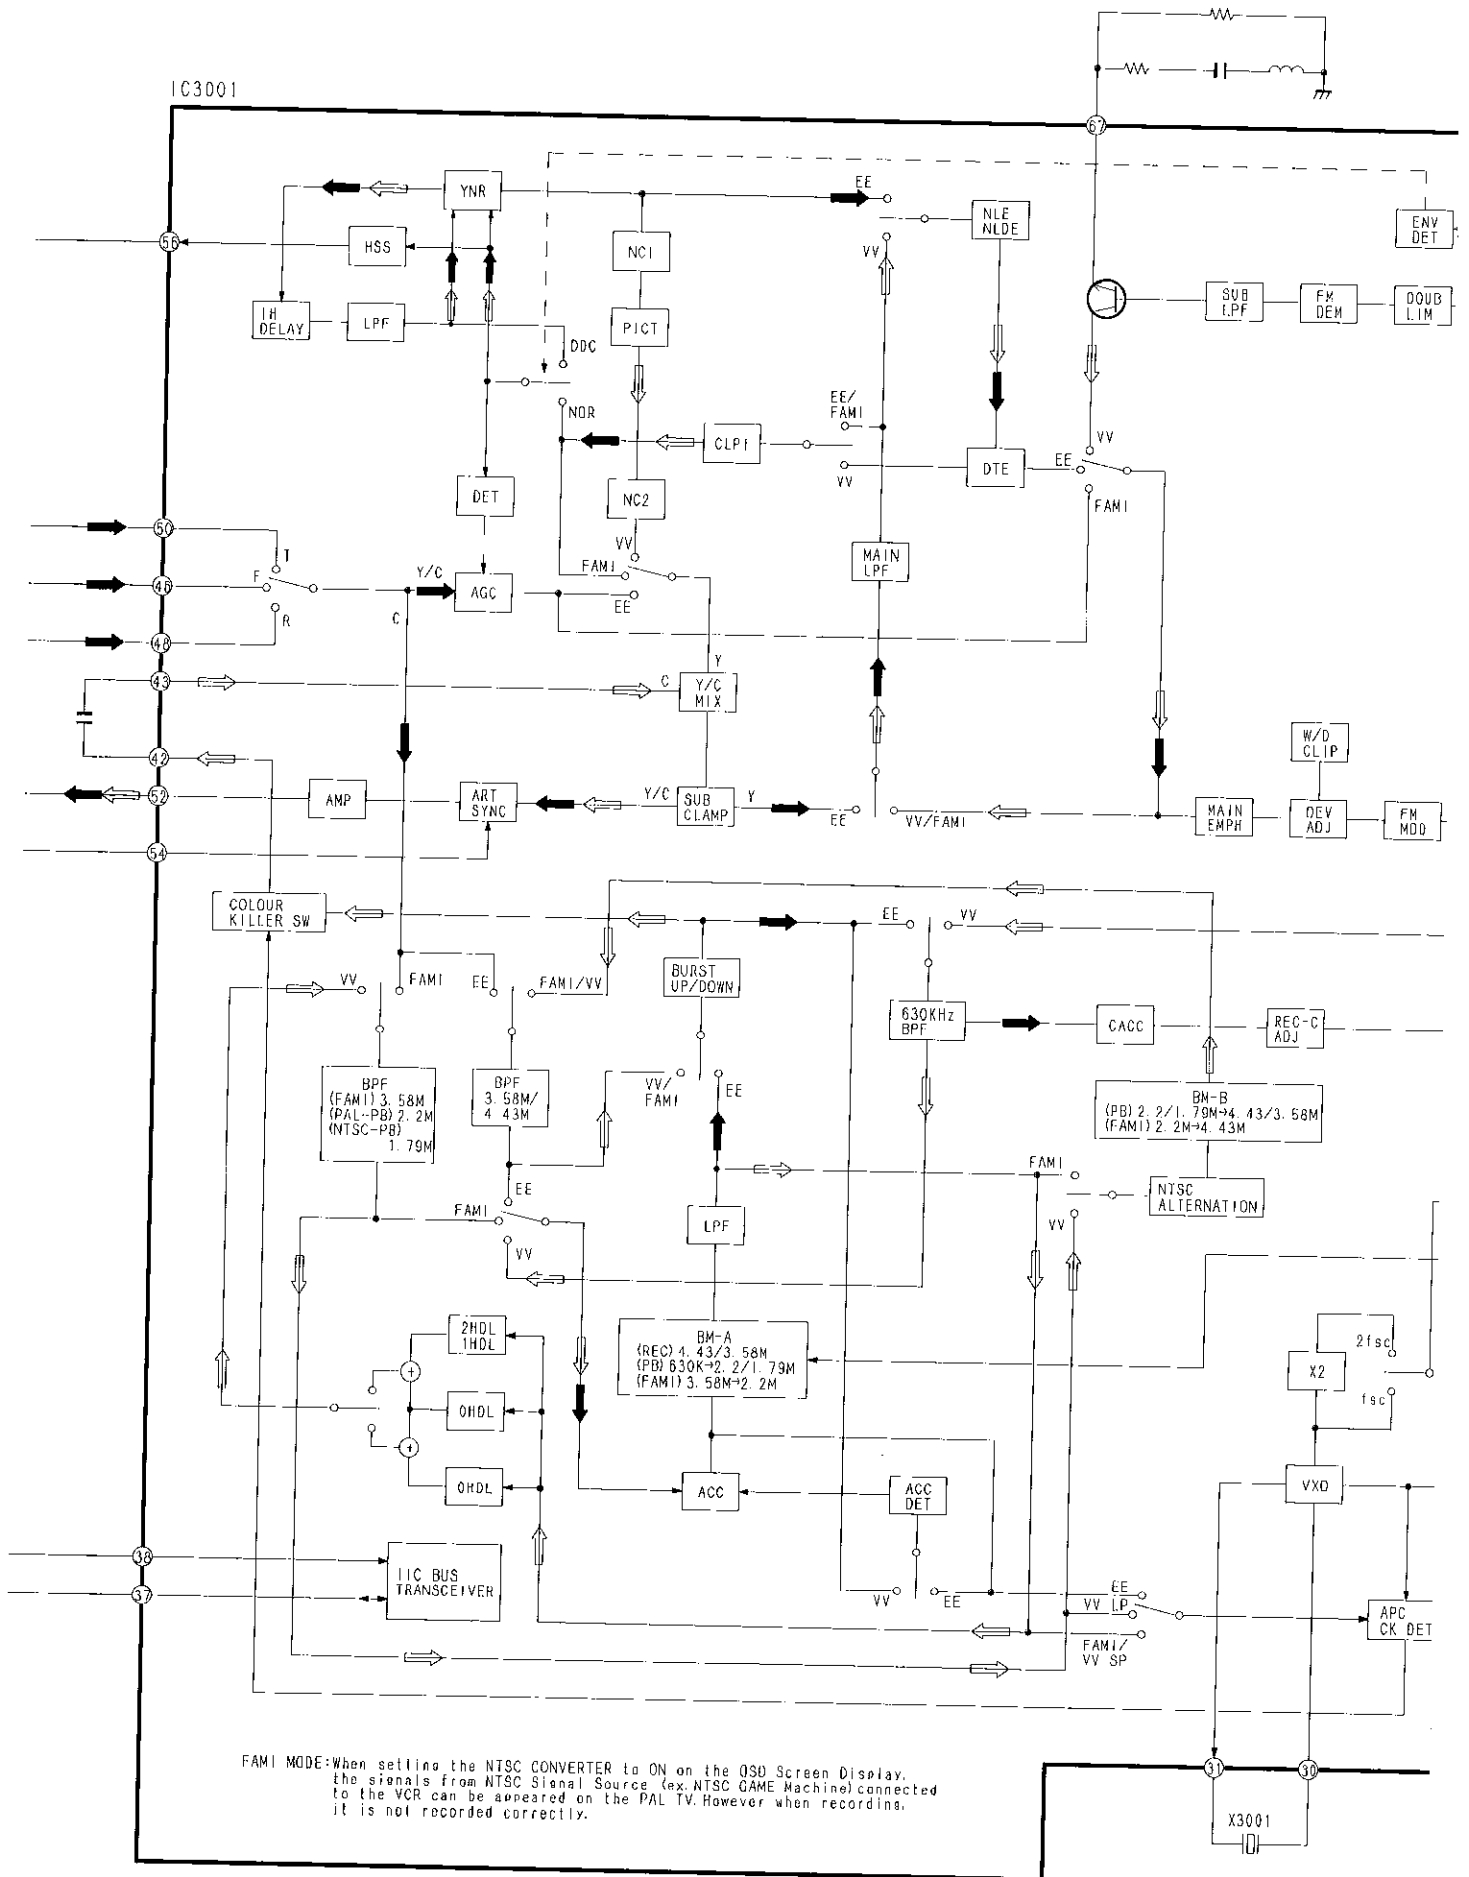 IC3001
67
EE
YNR
NLE
NLDE
ENV
DET
56
HSS
NC1
VV
1H
DELAY
LPF
PICT
SUB
LPF
FM
DEM
DOUB
LIM
DDC
NOR
EE/
FAMI
CLP1
VV
DTE
EE
VV
FAMI
DET
NC2
50
T
VV
MAIN
LPF
46
F
Y/C
AGC
FAMI
EE
R
C
48
43
C
Y
Y/C
MIX
42
W/D
CLIP
52
AMP
ART
SYNC
Y/C
SUB
CLAMP
Y
EE
VV/FAMI
MAIN
EMPH
DEV
ADJ
FM
MOD
54
COLOUR
KILLER SW
EE
VV
VV
FAMI
EE
FAMI/VV
BURST
UP/DOWN
630KHz
BPF
CACC
REC-C
ADJ
BPF
(FAMI)3.58M
(PAL-PB)2.2M
(NTSC-PB)
1.79M
BPF
3.58M/
4.43M
VV/
FAMI
EE
BM-B
(PB)2.2/1.79M→4.43/3.58M
(FAMI)2.2M→4.43M
FAMI
EE
VV
LPF
FAMI
VV
NTSC
ALTERNATION
2HDL
1HDL
BM-A
(REC)4.43/3.58M
(PB)630K→2.2/1.79M
(FAMI)3.58M→2.2M
2fsc
X2
fsc
+
0HDL
+
0HDL
ACC
ACC
DET
VXO
38
IIC BUS
TRANSCEIVER
37
VV
EE
EE
VV LP
FAMI/
VV SP
APC
CK DET
FAMI MODE:When setting the NTSC CONVERTER to ON on the OSD Screen Display,
the signals from NTSC Signal Source (ex.NTSC GAME Machine)connected
to the VCR can be appeared on the PAL TV.However when recording,
it is not recorded correctly.
31
30
X3001